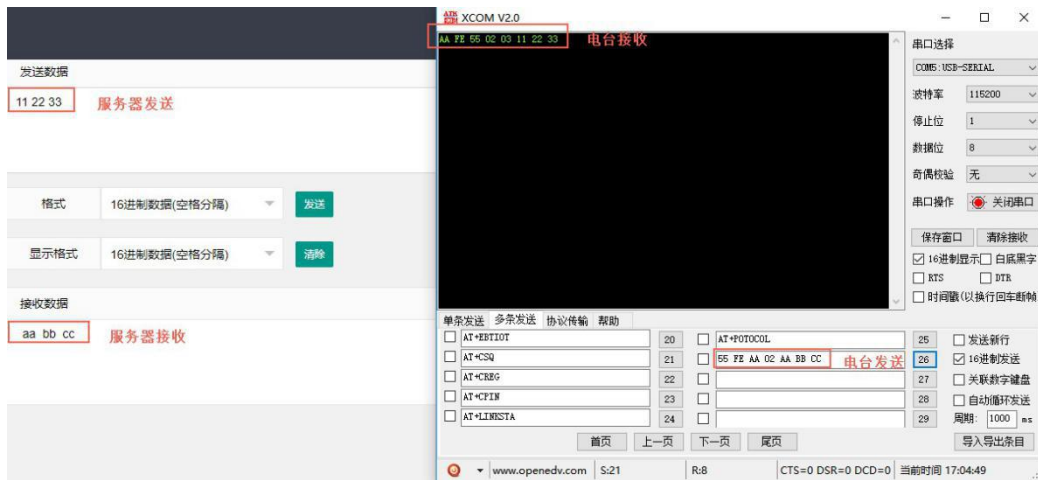 发送数据
11 22 33
服务器发送
格式
16进制数据(空格分隔)
发送
显示格式
16进制数据(空格分隔)
清除
接收数据
aa bb cc
服务器接收
XCOM V2.0
AA FE 55 02 03 11 22 33
电台接收
串口选择
COM5:USB-SERIAL
波特率
115200
停止位
1
数据位
8
奇偶校验
无
串口操作
关闭串口
保存窗口
清除接收
16进制显示
白底黑字
RTS
DTR
时间戳(以换行回车断帧
单条发送
多条发送
协议传输
帮助
AT+EBTIOT
20
AT+POTOCOL
25
发送新行
AT+CSQ
21
55 FE AA 02 AA BB CC
电台发送
26
16进制发送
AT+CREG
22
27
关联数字键盘
AT+CPIN
23
28
自动循环发送
AT+LINKSTA
24
29
周期:
1000
ms
首页
上一页
下一页
尾页
导入导出条目
www.openedv.com
S:21
R:8
CTS=0 DSR=0 DCD=0
当前时间 17:04:49